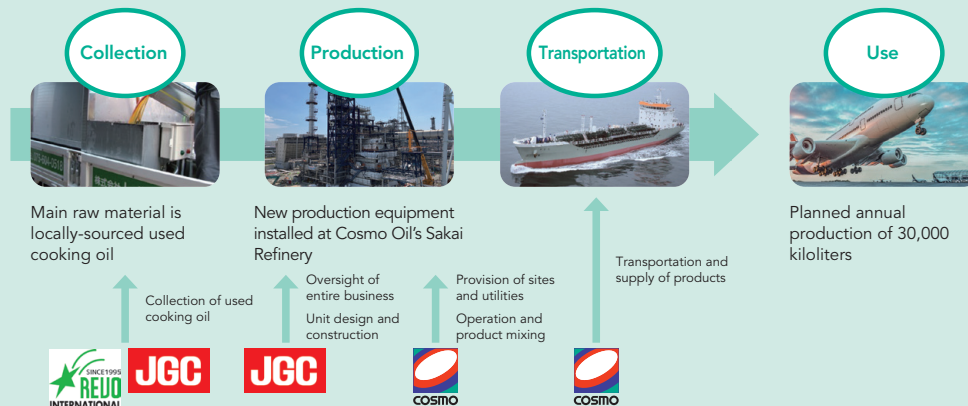 Collection
Production
Transportation
Use
Main raw material is
locally-sourced used
cooking oil
New production equipment
installed at Cosmo Oil's Sakai
Refinery
Planned annual
production of 30,000
kiloliters
Collection of used
cooking oil
Oversight of
entire business
Unit design and
construction
Provision of sites
and utilities
Operation and
product mixing
Transportation and
supply of products
SINCE1995
REVO
INTERNATIONAL
JGC
JGC
COSMO
COSMO